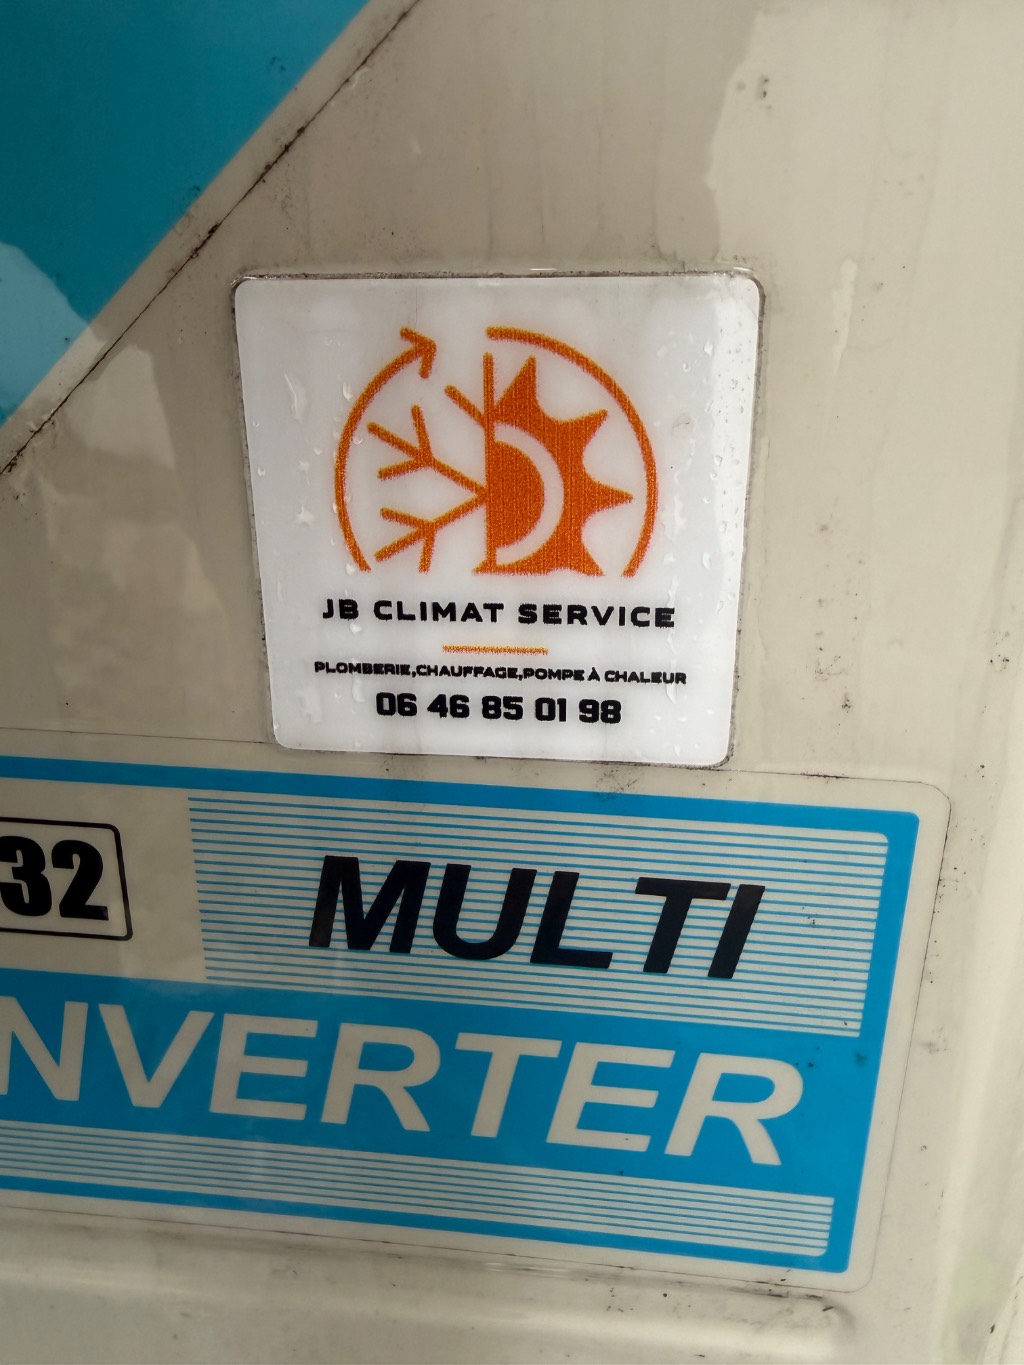 JB CLIMAT SERVICE
PLOMBERIE,CHAUFFAGE,POMPE À CHALEUR
06 46 85 01 98
32
MULTI
NVERTER